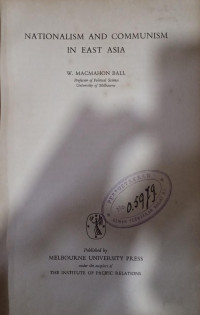 NATIONALISM AND COMMUNISM
IN EAST ASIA
W. MACMAHON BALL
Professor of Political Science
University of Melbourne
05979
Published by
MELBOURNE UNIVERSITY PRESS
under the auspices of
THE INSTITUTE OF PACIFIC RELATIONS